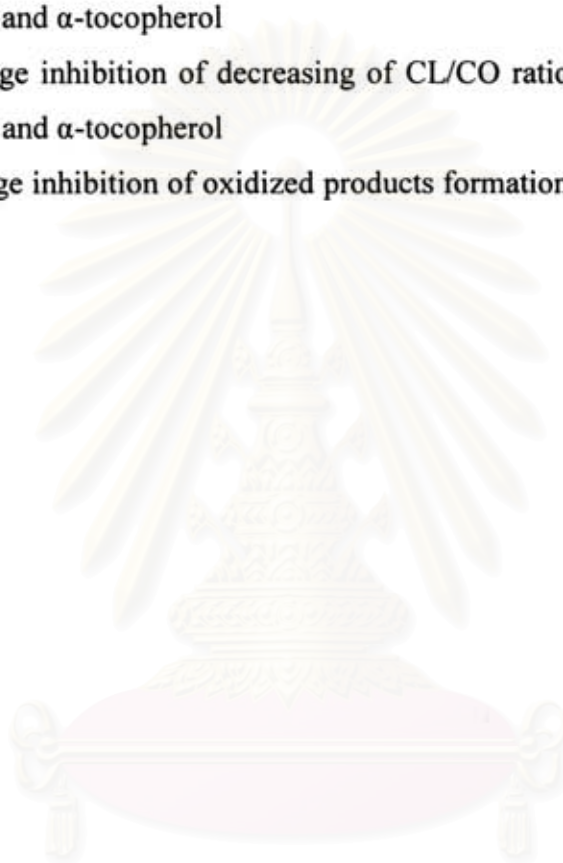 and α-tocopherol
ge inhibition of decreasing of CL/CO ratio
and α-tocopherol
ge inhibition of oxidized products formation